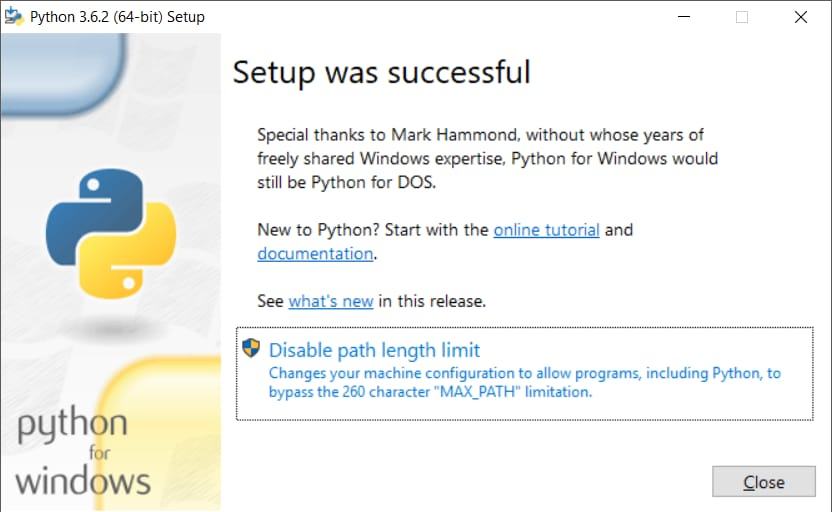 Python 3.6.2 (64-bit) Setup
Setup was successful
Special thanks to Mark Hammond, without whose years of
freely shared Windows expertise, Python for Windows would
still be Python for DOS.
New to Python? Start with the online tutorial and
documentation.
See what's new in this release.
Disable path length limit
Changes your machine configuration to allow programs, including Python, to
bypass the 260 character "MAX_PATH" limitation.
python
for
windows
Close